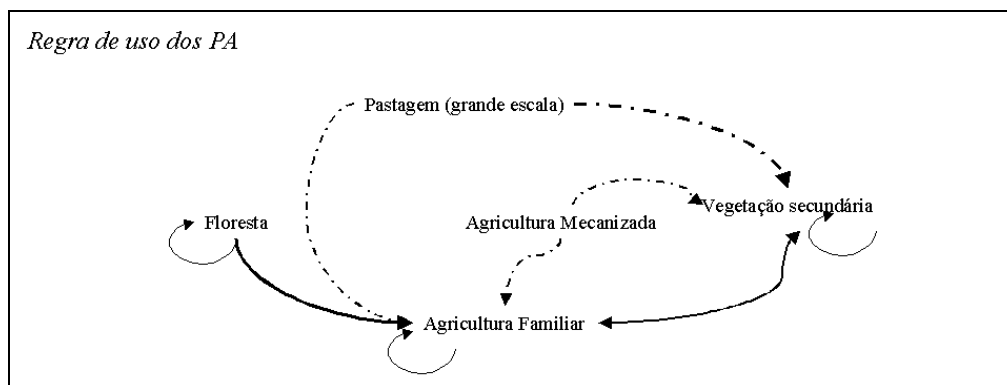 Regra de uso dos PA
Pastagem (grande escala)
Vegetação secundária
Floresta
Agricultura Mecanizada
Agricultura Familiar